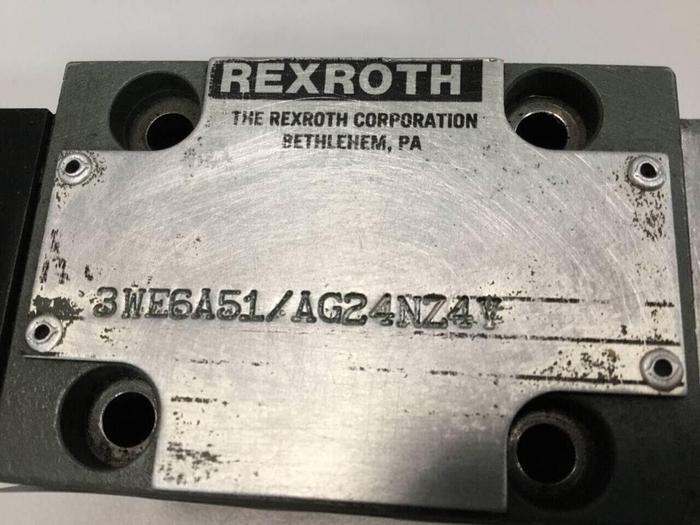 REXROTH
THE REXROTH CORPORATION
BETHLEHEM, PA
3WE6A51/AG24NZ4V